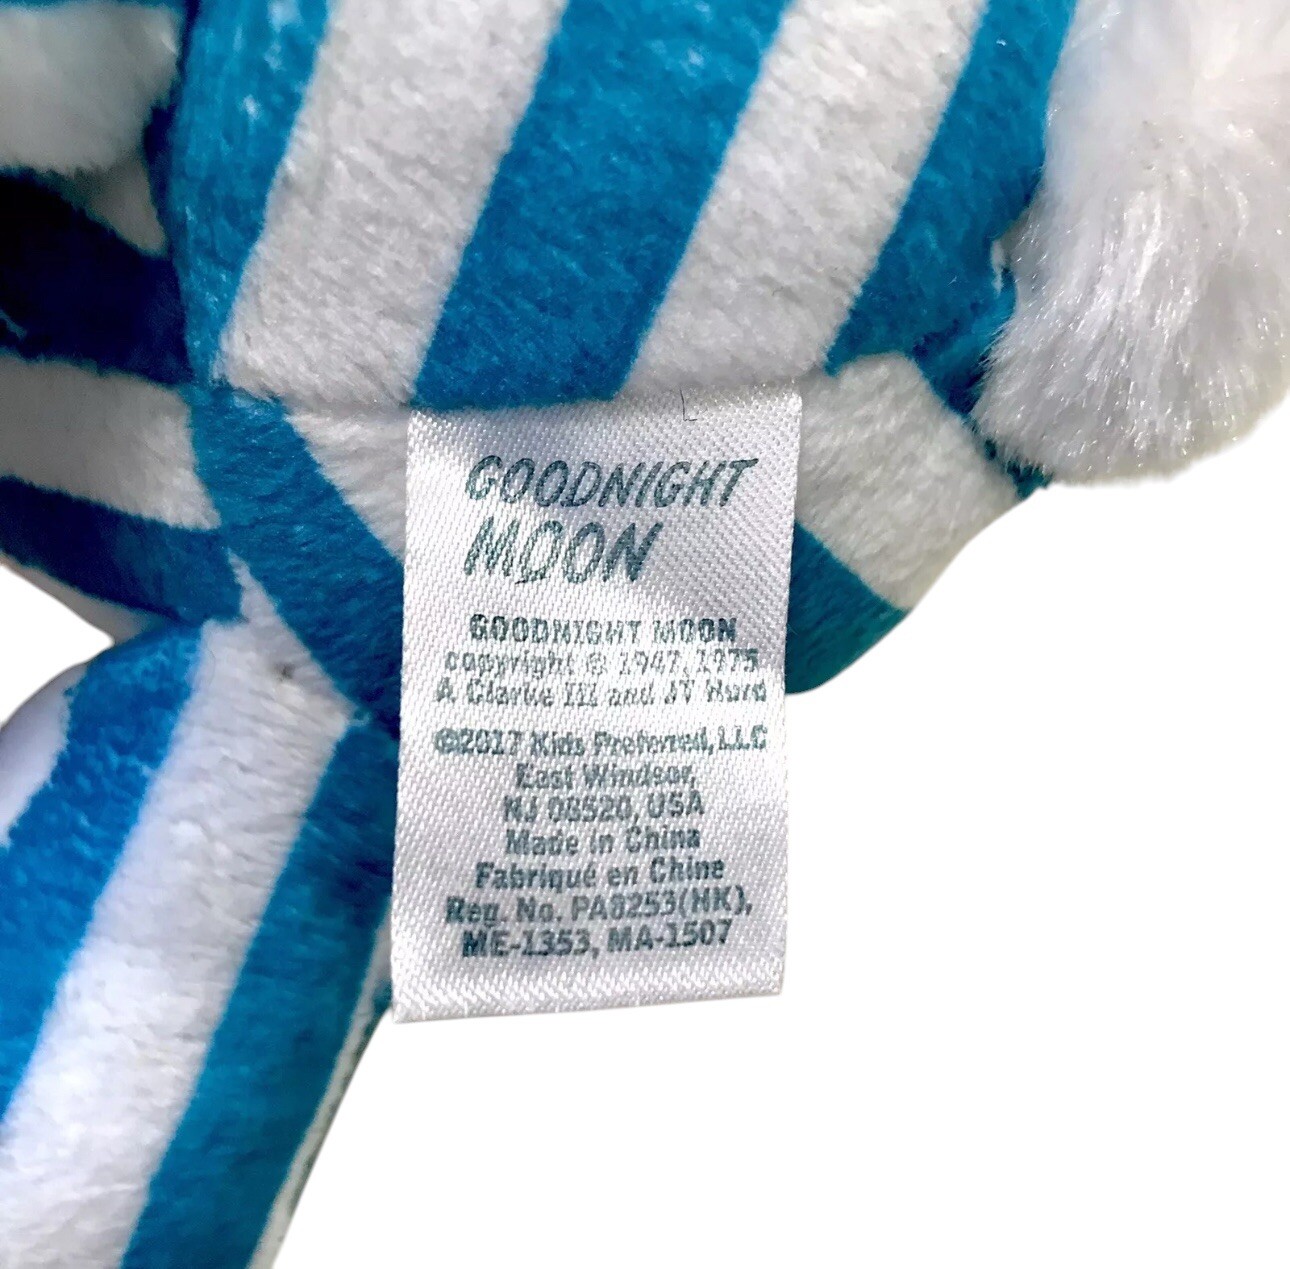 GOODNIGHT
MOON
GOODNIGHT MOON
copyright © 1947, 1975
A Clarke III and JT Hurd
©2017 Kids Preferred, LLC
East Windsor,
NJ 08520, USA
Made in China
Fabriqué en Chine
Reg. No. PA8253(HK),
ME-1353, MA-1507